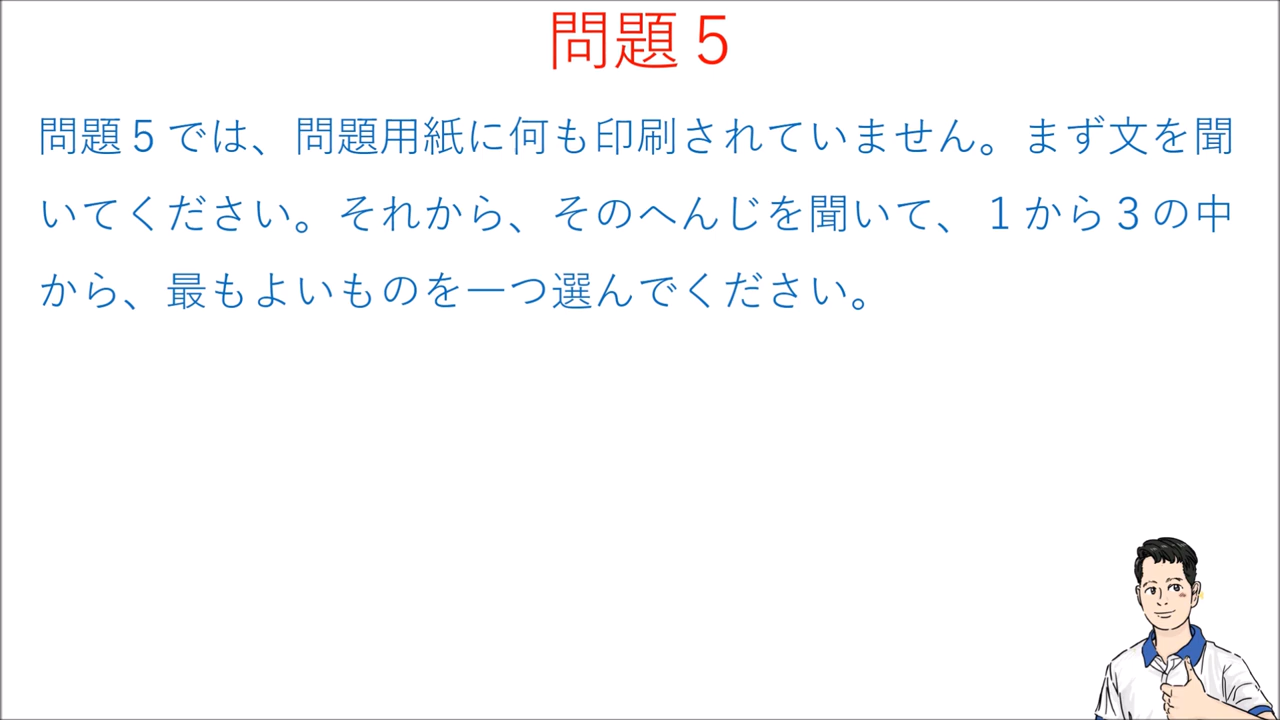 問題５
問題５では、問題用紙に何も印刷されていません。まず文を聞
いてください。それから、そのへんじを聞いて、１から３の中
から、最もよいものを一つ選んでください。